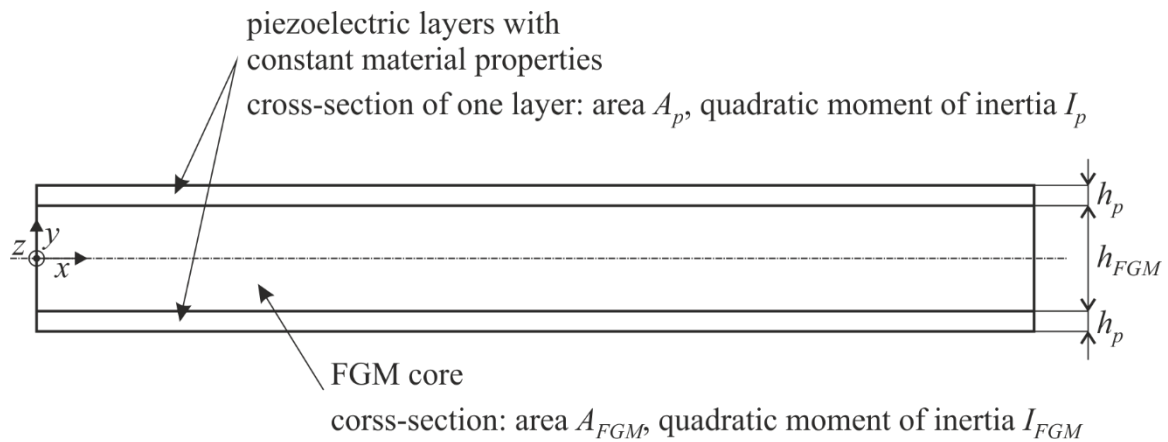 piezoelectric layers with
constant material properties
cross-section of one layer: area A_p, quadratic moment of inertia I_p
h_p
y
z
x
h_FGM
h_p
FGM core
corss-section: area A_FGM, quadratic moment of inertia I_FGM